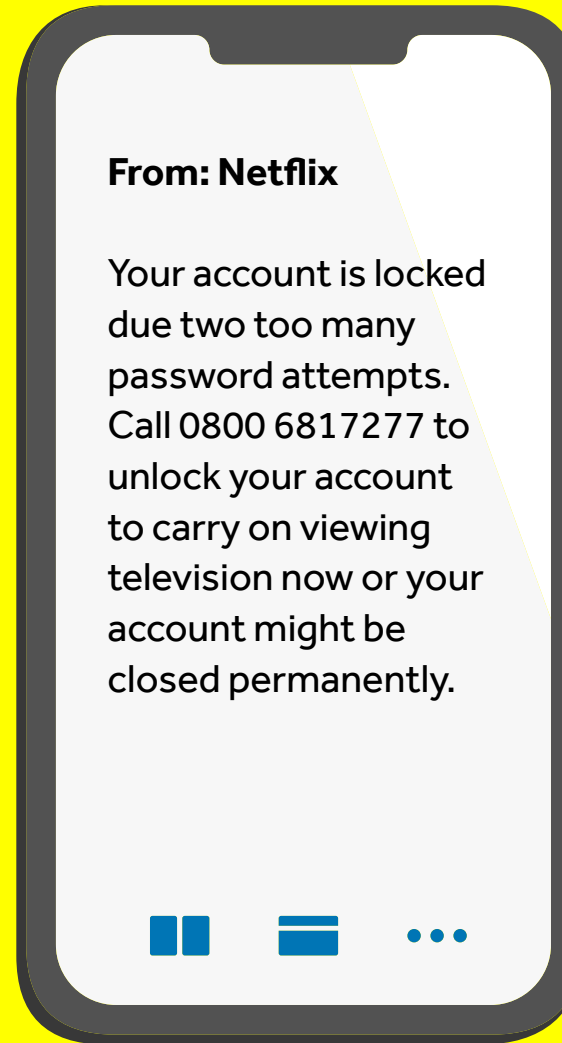 From: Netflix
Your account is locked
due two too many
password attempts.
Call 0800 6817277 to
unlock your account
to carry on viewing
television now or your
account might be
closed permanently.